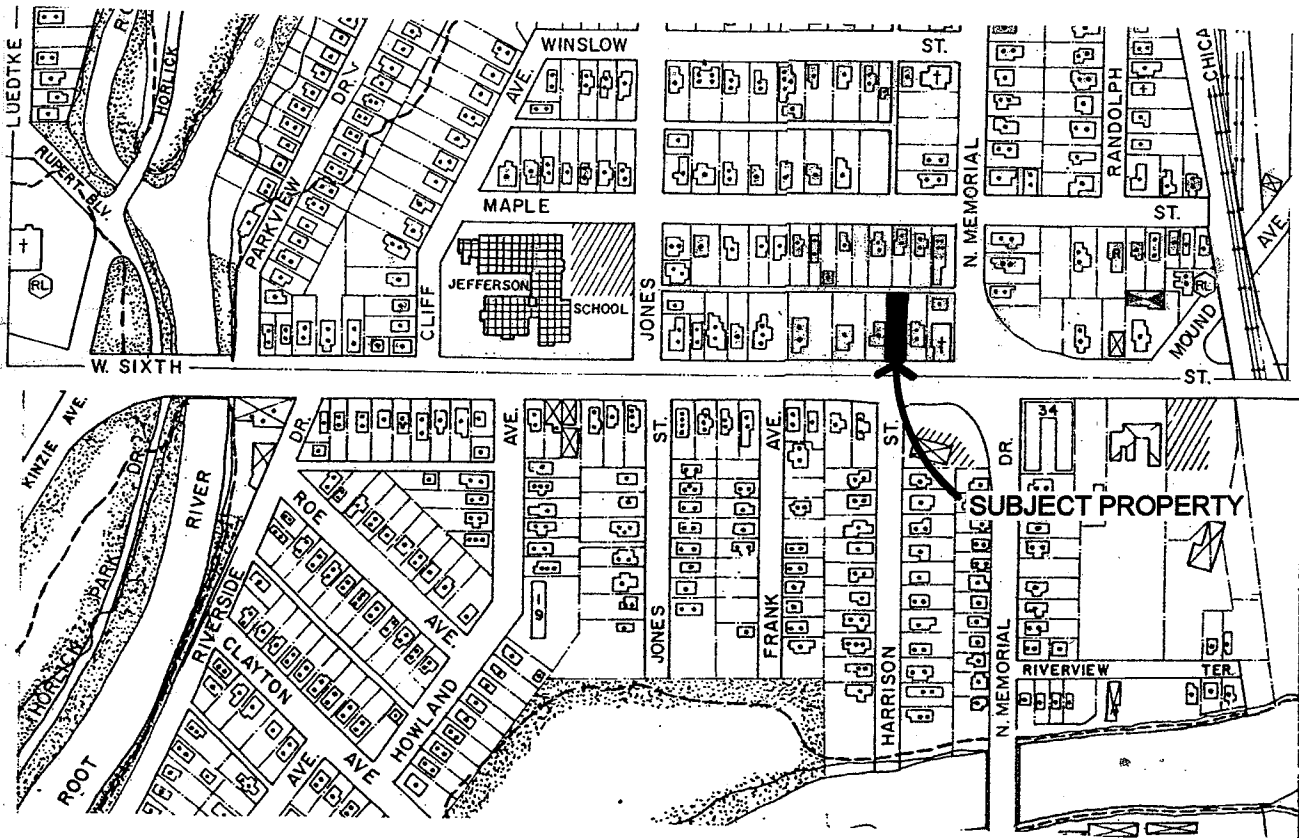 WINSLOW ST.
LUEDTKE
HORLICK
DR.
AVE.
CHICA
RANDOLPH
RUPERT BLV.
PARKVIEW
MAPLE ST.
N. MEMORIAL
AVE.
RL
JEFFERSON SCHOOL
CLIFF
JONES
RL
MOUND
W. SIXTH ST.
KINZIE AVE.
DR.
AVE.
ST.
AVE.
ST.
DR.
34
RIVER
PARK DR.
ROE AVE.
SUBJECT PROPERTY
19
RIVERSIDE
CLAYTON AVE
HORLICK
JONES
FRANK
HARRISON
N. MEMORIAL
RIVERVIEW TER.
HOWLAND
ROOT
AVE.